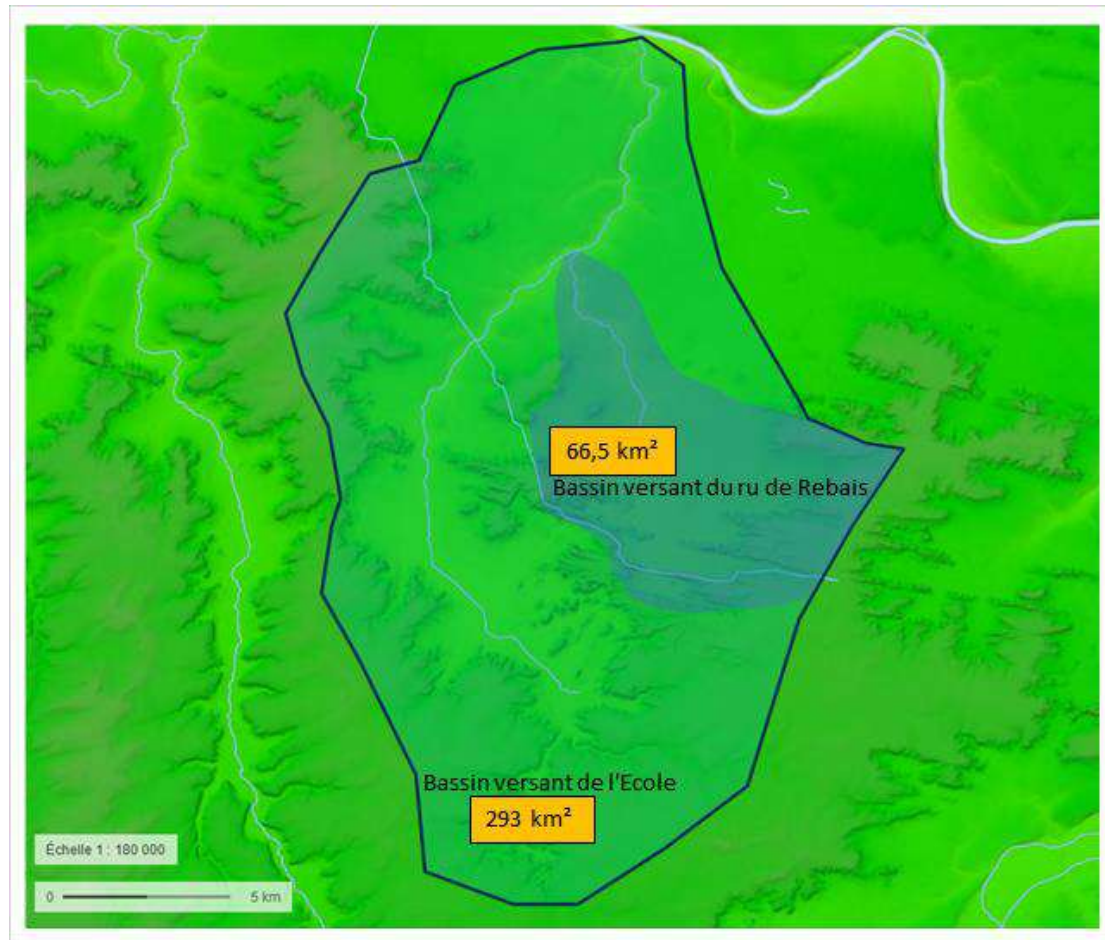 66,5 km²
Bassin versant du ru de Rebais
Bassin versant de l'Ecole
293 km²
Échelle 1 : 180 000
0 5 km